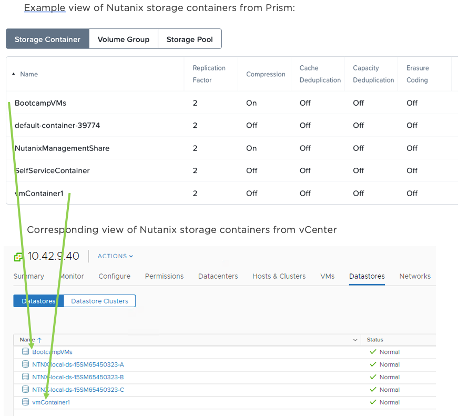 Example view of Nutanix storage containers from Prism:
Storage Container Volume Group Storage Pool
Name Replication Factor Compression Cache Deduplication Capacity Deduplication Erasure Coding
BootcampVMs 2 On Off Off Off
default-container-39774 2 Off Off Off Off
NutanixManagementShare 2 On Off Off Off
SelfServiceContainer 2 Off Off Off Off
vmContainer1 2 Off Off Off Off
Corresponding view of Nutanix storage containers from vCenter
10.42.9.40 ACTIONS
Summary Monitor Configure Permissions Datacenters Hosts & Clusters VMs Datastores Networks
Datastores Datastore Clusters
Name ↑ Status
BootcampVMs Normal
NTNX-local-ds-15SM65450323-A Normal
NTNX-local-ds-15SM65450323-B Normal
NTNX-local-ds-15SM65450323-C Normal
vmContainer1 Normal